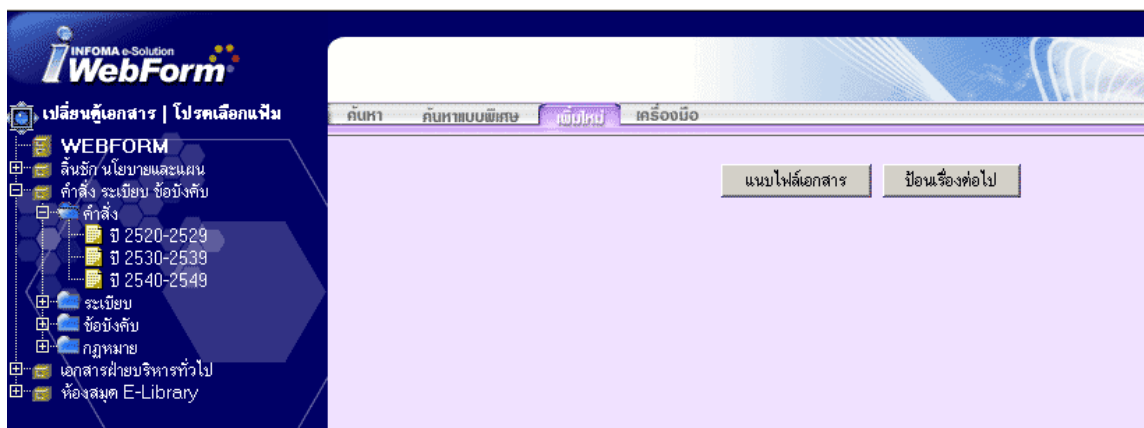 INFOMA e-Solution
WebForm
เปลี่ยนตู้เอกสาร | โปรดเลือกแฟ้ม
ค้นหา ค้นหาแบบพิเศษ เพิ่มใหม่ เครื่องมือ
WEBFORM
ลิ้นชัก นโยบายและแผน
คำสั่ง ระเบียบ ข้อบังคับ
คำสั่ง
ปี 2520-2529
ปี 2530-2539
ปี 2540-2549
ระเบียบ
ข้อบังคับ
กฎหมาย
เอกสารฝ่ายบริหารทั่วไป
ห้องสมุด E-Library
แนบไฟล์เอกสาร ป้อนเรื่องต่อไป